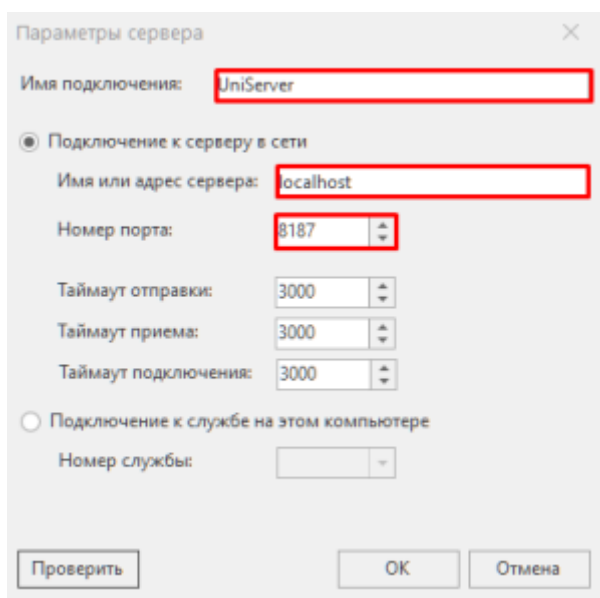 Параметры сервера
Имя подключения: UniServer
Подключение к серверу в сети
Имя или адрес сервера: localhost
Номер порта: 8187
Таймаут отправки: 3000
Таймаут приема: 3000
Таймаут подключения: 3000
Подключение к службе на этом компьютере
Номер службы:
Проверить ОК Отмена